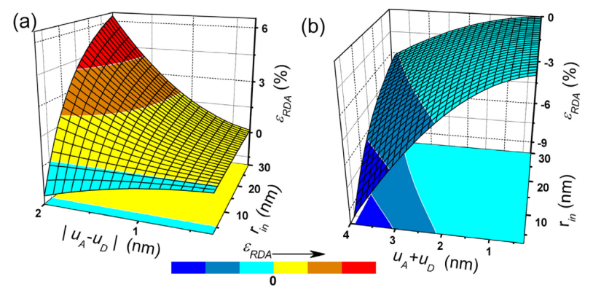 (a)
6
3
0
ε_RDA (%)
30
20
10
r_in (nm)
2
1
| u_A-u_D | (nm)
(b)
0
-3
-6
-9
ε_RDA (%)
30
20
10
r_in (nm)
4
3
2
1
u_A+u_D (nm)
ε_RDA
0